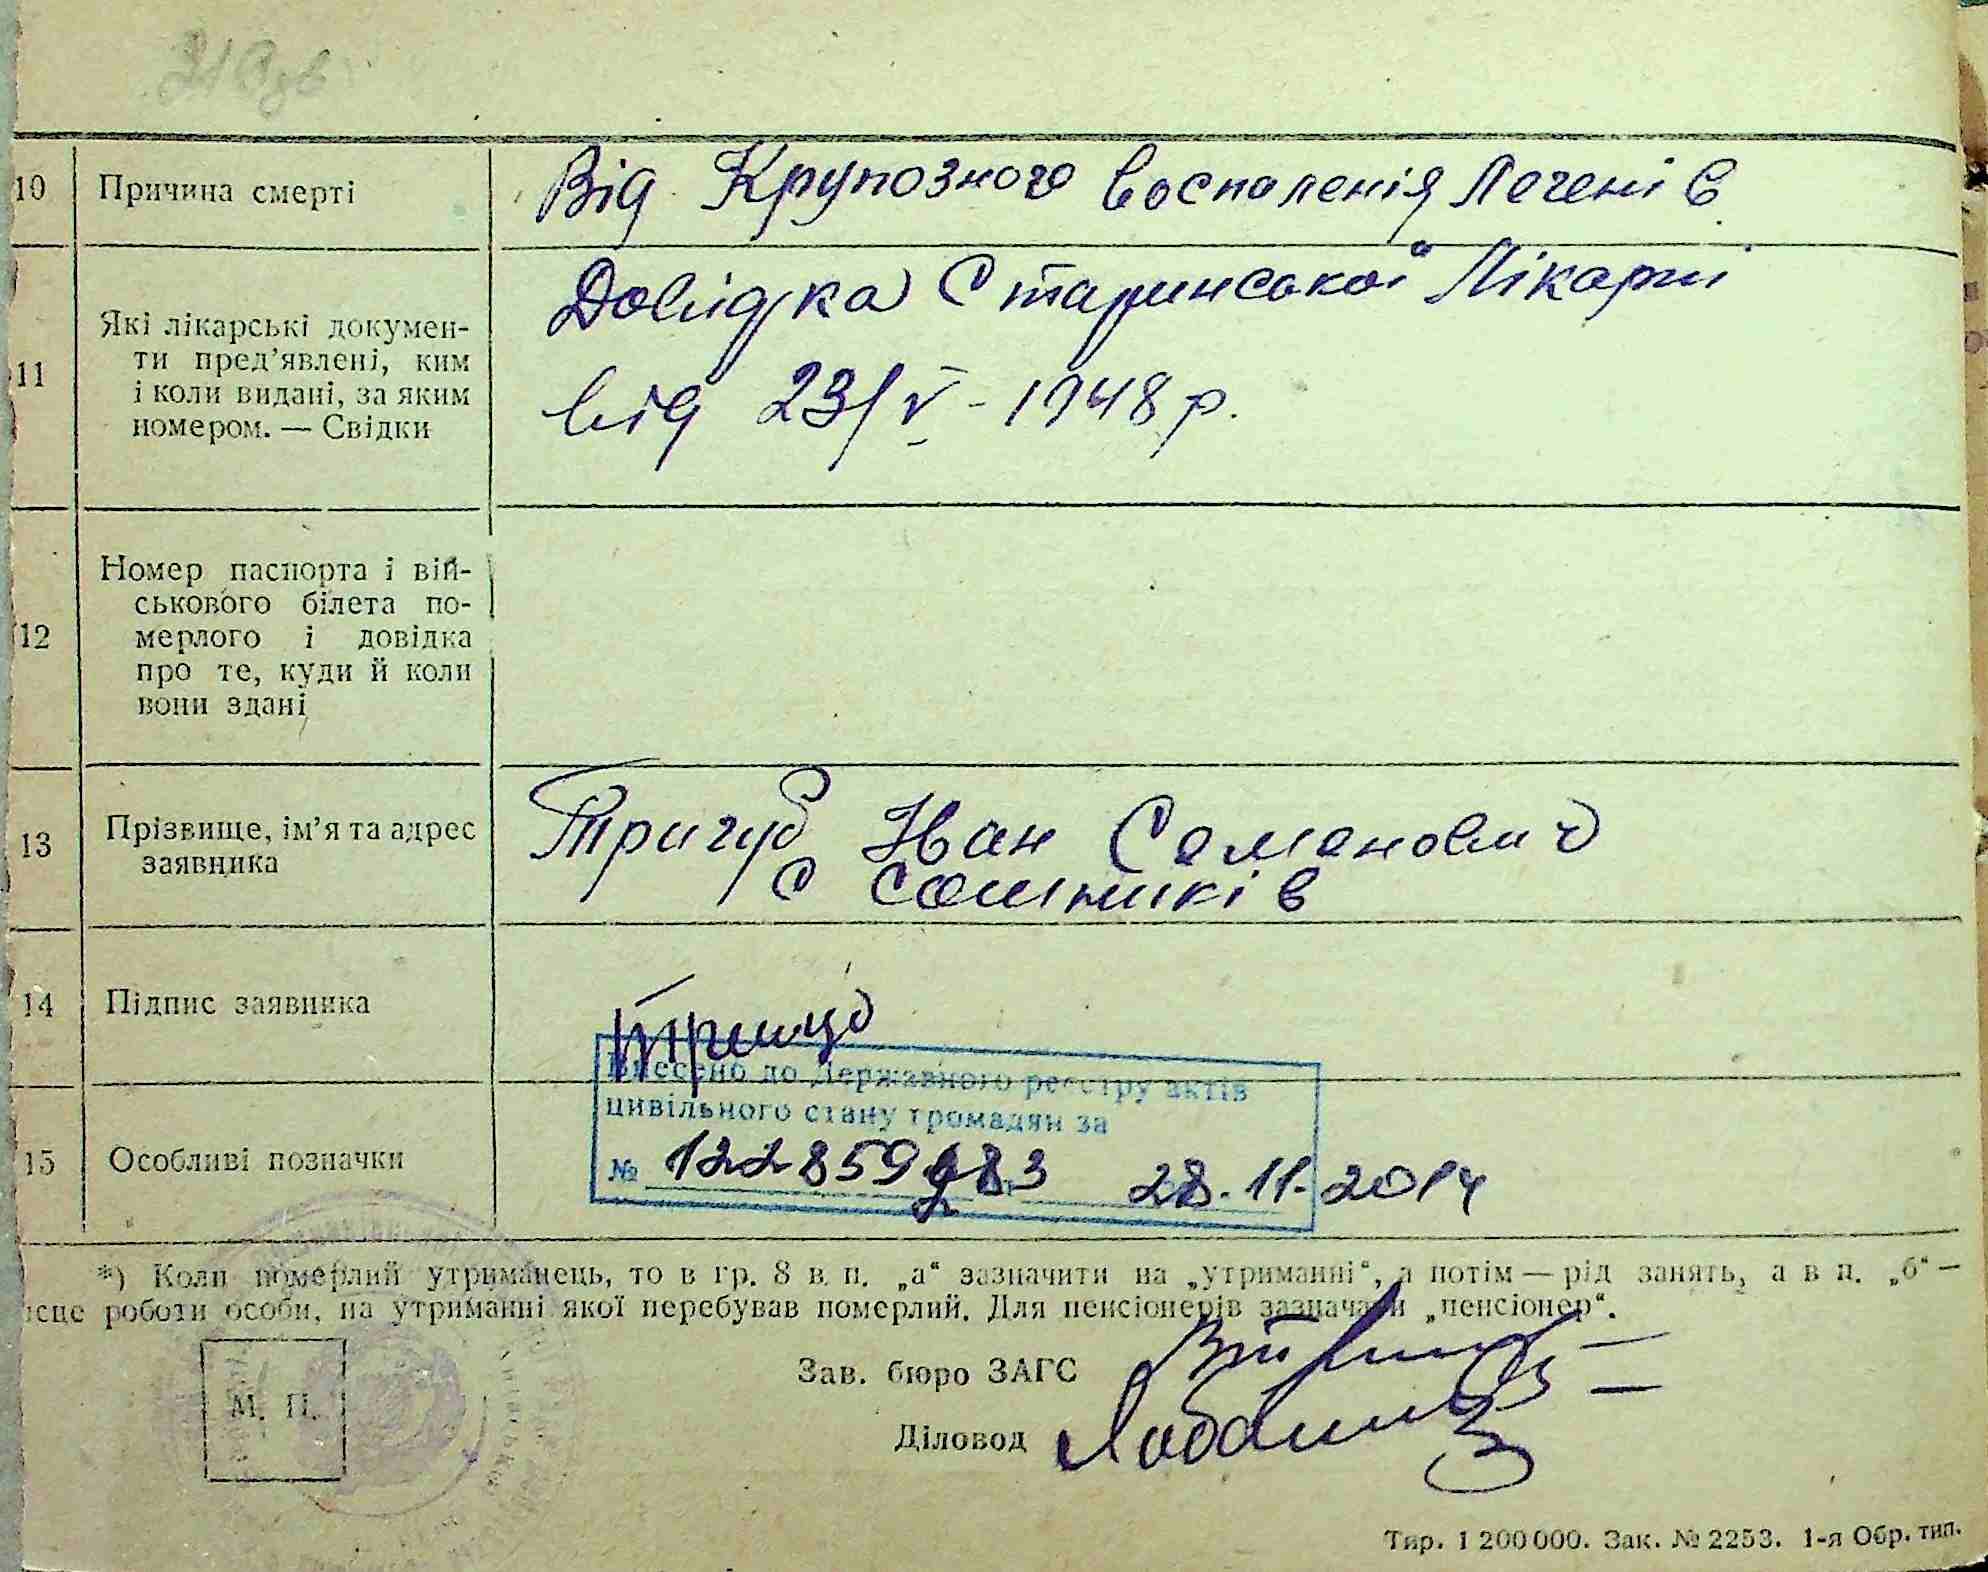 10 Причина смерті Від Крупозного воспаленія Легенів
11 Які лікарські докумен-
ти пред’явлені, ким
і коли видані, за яким
номером. — Свідки
Довідка Старинської Лікарні
від 23/V - 1948 р.
12 Номер паспорта і вій-
ськового білета по-
мерлого і довідка
про те, куди й коли
вони здані
13 Прізвище, ім’я та адрес
заявника
Тригуб Іван Семенович
с Сошників
14 Підпис заявника Тригуб
Внесено до Державного реєстру актів
цивільного стану громадян за
№ 122859 28.11.2014
15 Особливі позначки
*) Коли померлий утриманець, то в гр. 8 в п. „а“ зазначити на „утриманні“, а потім — рід занять, а в п. „б“ —
ісце роботи особи, на утриманні якої перебував померлий. Для пенсіонерів зазначати „пенсіонер“.
М. П.
Зав. бюро ЗАГС
Діловод
Тир. 1 200 000. Зак. № 2253. 1-я Обр. тип.